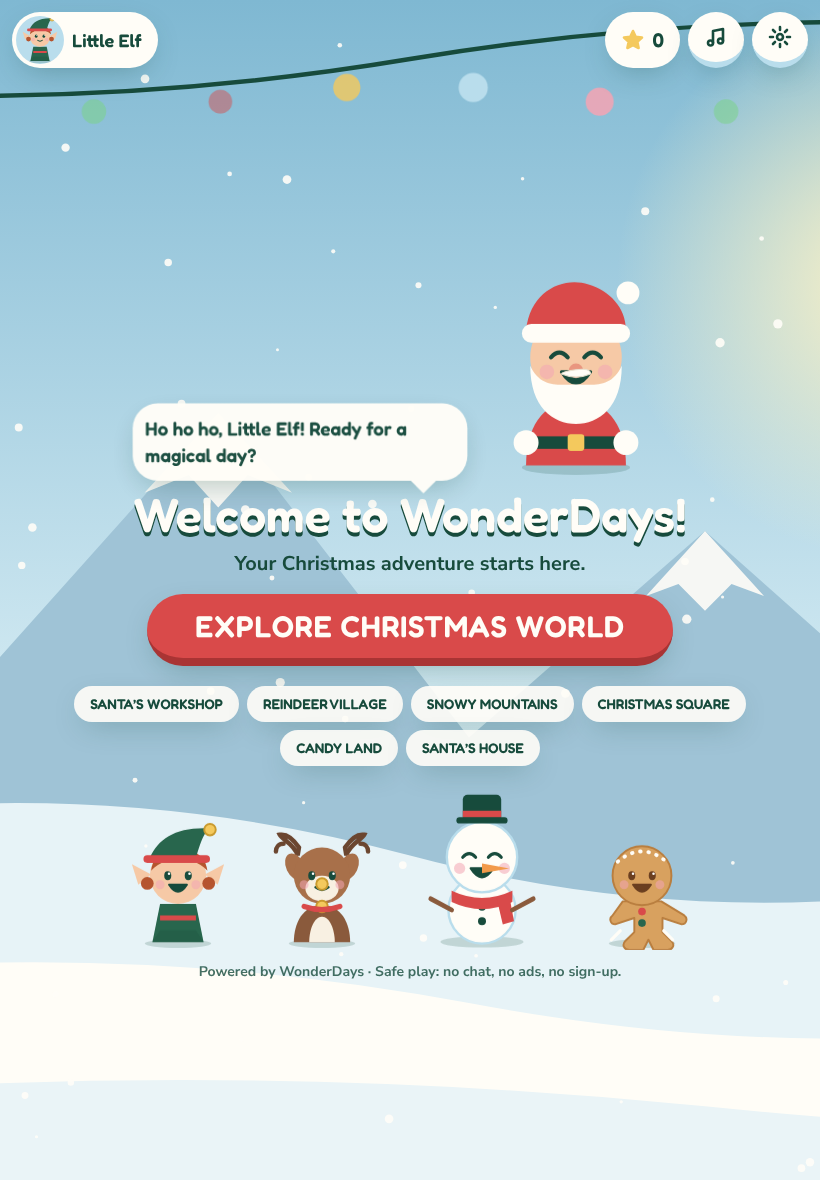 Little Elf
0
Ho ho ho, Little Elf! Ready for a
magical day?
Welcome to WonderDays!
Your Christmas adventure starts here.
EXPLORE CHRISTMAS WORLD
SANTA'S WORKSHOP
REINDEER VILLAGE
SNOWY MOUNTAINS
CHRISTMAS SQUARE
CANDY LAND
SANTA'S HOUSE
Powered by WonderDays · Safe play: no chat, no ads, no sign-up.